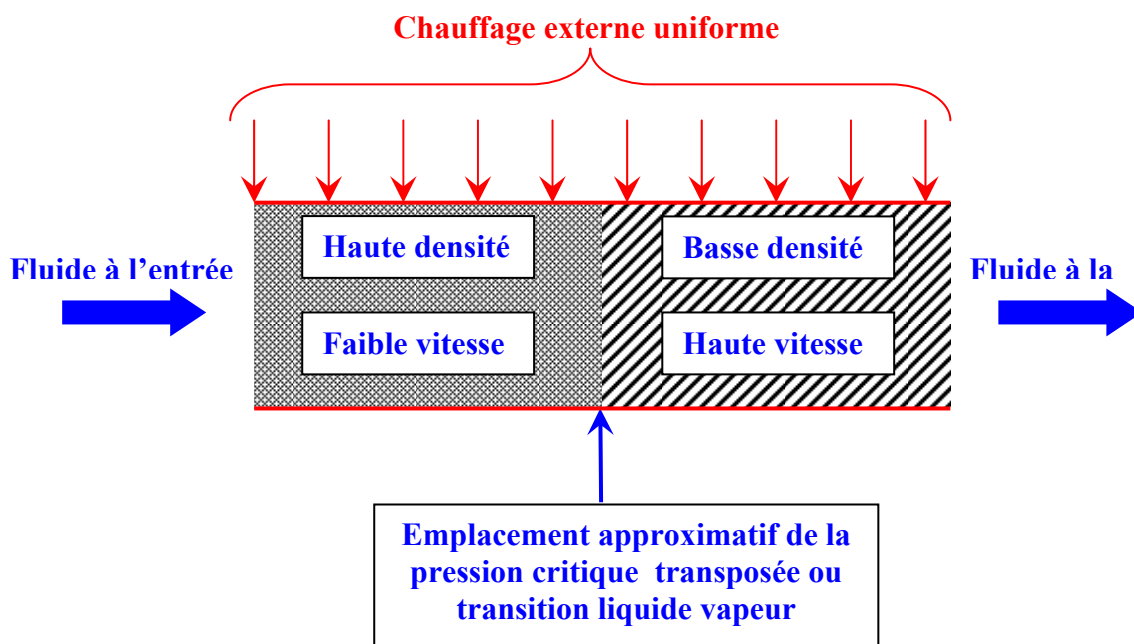 Chauffage externe uniforme
Haute densité
Basse densité
Fluide à l’entrée
Fluide à la
Faible vitesse
Haute vitesse
Emplacement approximatif de la
pression critique transposée ou
transition liquide vapeur